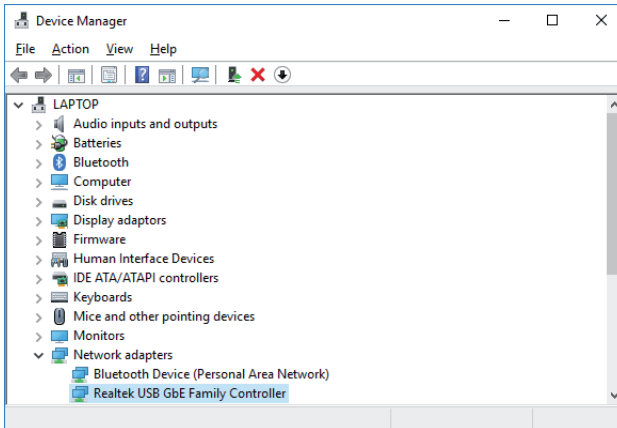 Device Manager
File Action View Help
LAPTOP
Audio inputs and outputs
Batteries
Bluetooth
Computer
Disk drives
Display adaptors
Firmware
Human Interface Devices
IDE ATA/ATAPI controllers
Keyboards
Mice and other pointing devices
Monitors
Network adapters
Bluetooth Device (Personal Area Network)
Realtek USB GbE Family Controller